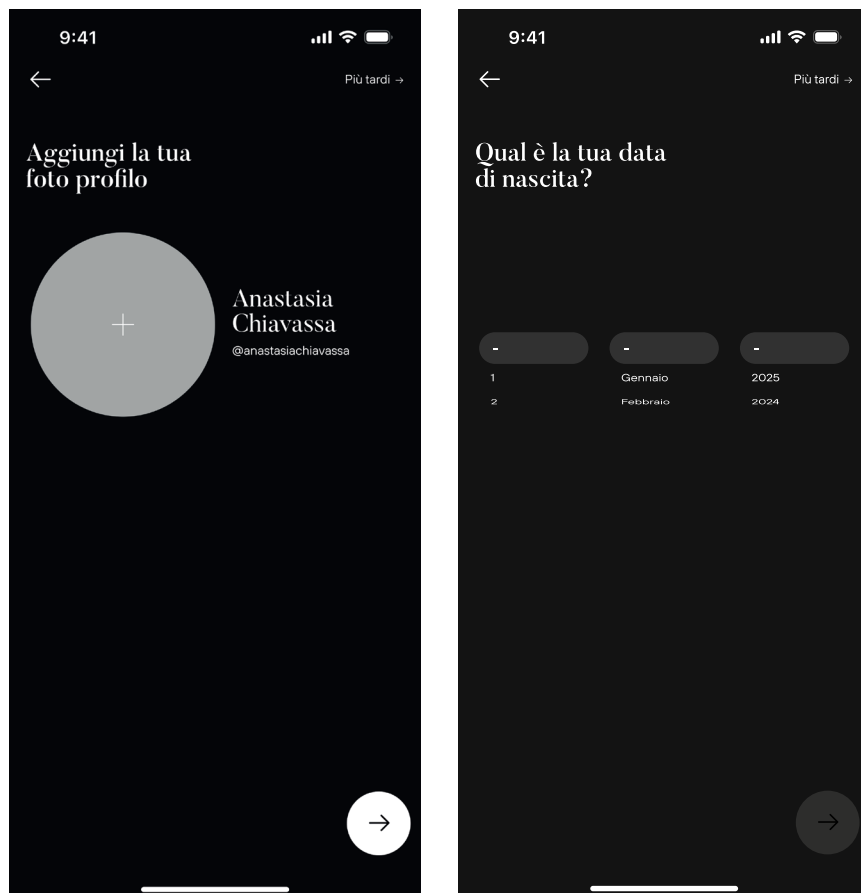 9:41
Più tardi →
Aggiungi la tua
foto profilo
Anastasia
Chiavassa
@anastasiachiavassa
9:41
Più tardi →
Qual è la tua data
di nascita?
- - -
1 Gennaio 2025
2 Febbraio 2024